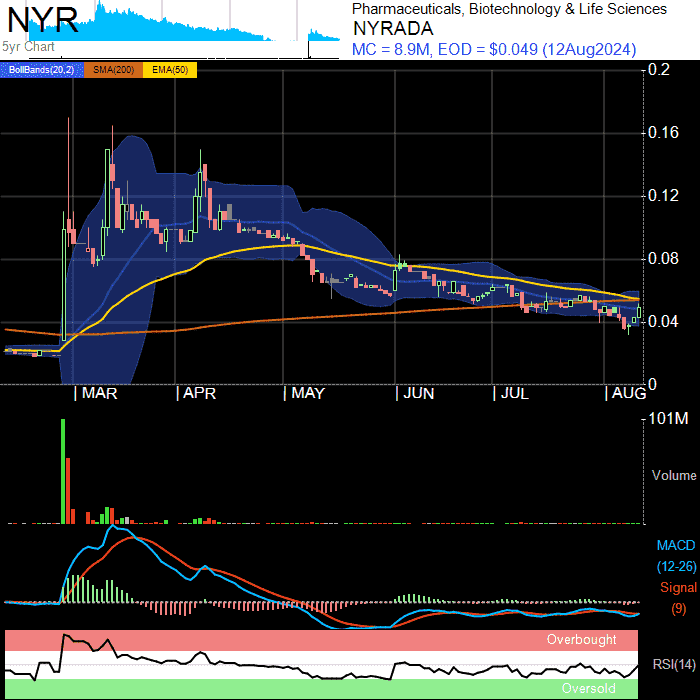 NYR
5yr Chart
Pharmaceuticals, Biotechnology & Life Sciences
NYRADA
MC = 8.9M, EOD = $0.049 (12Aug2024)
BollBands(20,2) SMA(200) EMA(50)
0.2
0.16
0.12
0.08
0.04
0
MAR APR MAY JUN JUL AUG
101M
Volume
MACD
(12-26)
Signal
(9)
Overbought
RSI(14)
Oversold